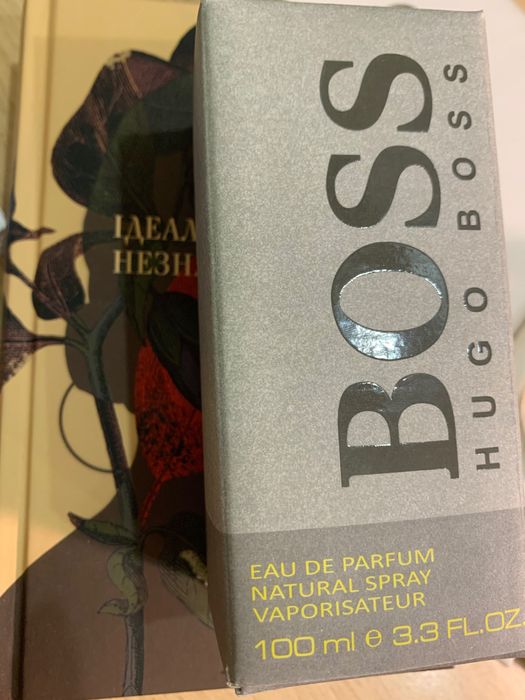 ІДЕАЛ
НЕЗНА
BOSS
HUGO BOSS
EAU DE PARFUM
NATURAL SPRAY
VAPORISATEUR
100 ml e 3.3 FL.OZ.